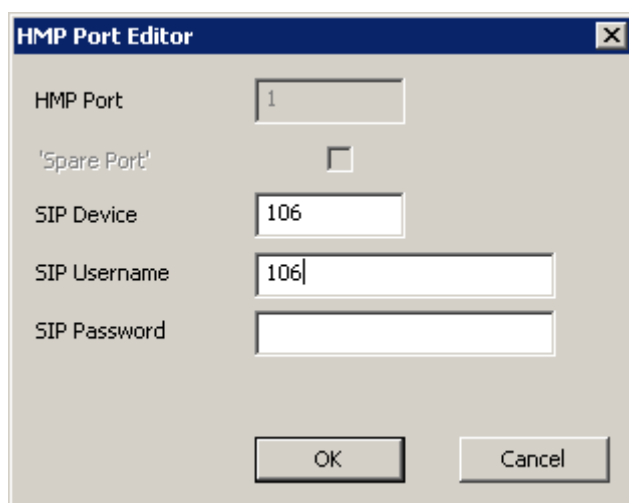 HMP Port Editor
HMP Port 1
'Spare Port'
SIP Device 106
SIP Username 106
SIP Password
OK Cancel